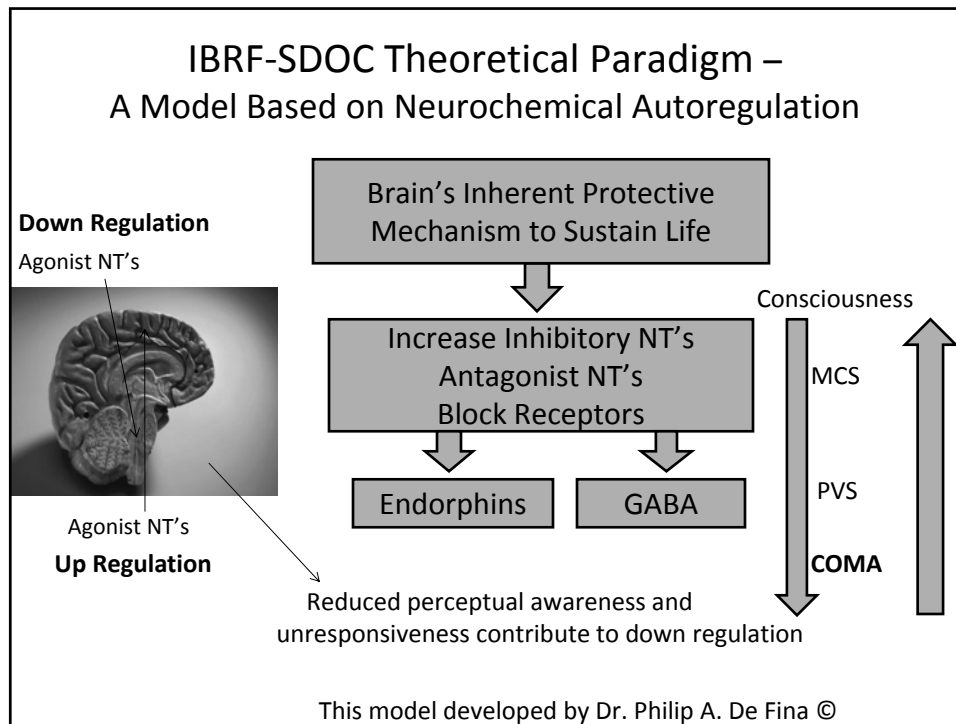 IBRF-SDOC Theoretical Paradigm –
A Model Based on Neurochemical Autoregulation
Brain's Inherent Protective
Mechanism to Sustain Life
Down Regulation
Agonist NT's
Increase Inhibitory NT's
Antagonist NT's
Block Receptors
Endorphins
GABA
Consciousness
MCS
PVS
COMA
Agonist NT's
Up Regulation
Reduced perceptual awareness and
unresponsiveness contribute to down regulation
This model developed by Dr. Philip A. De Fina ©